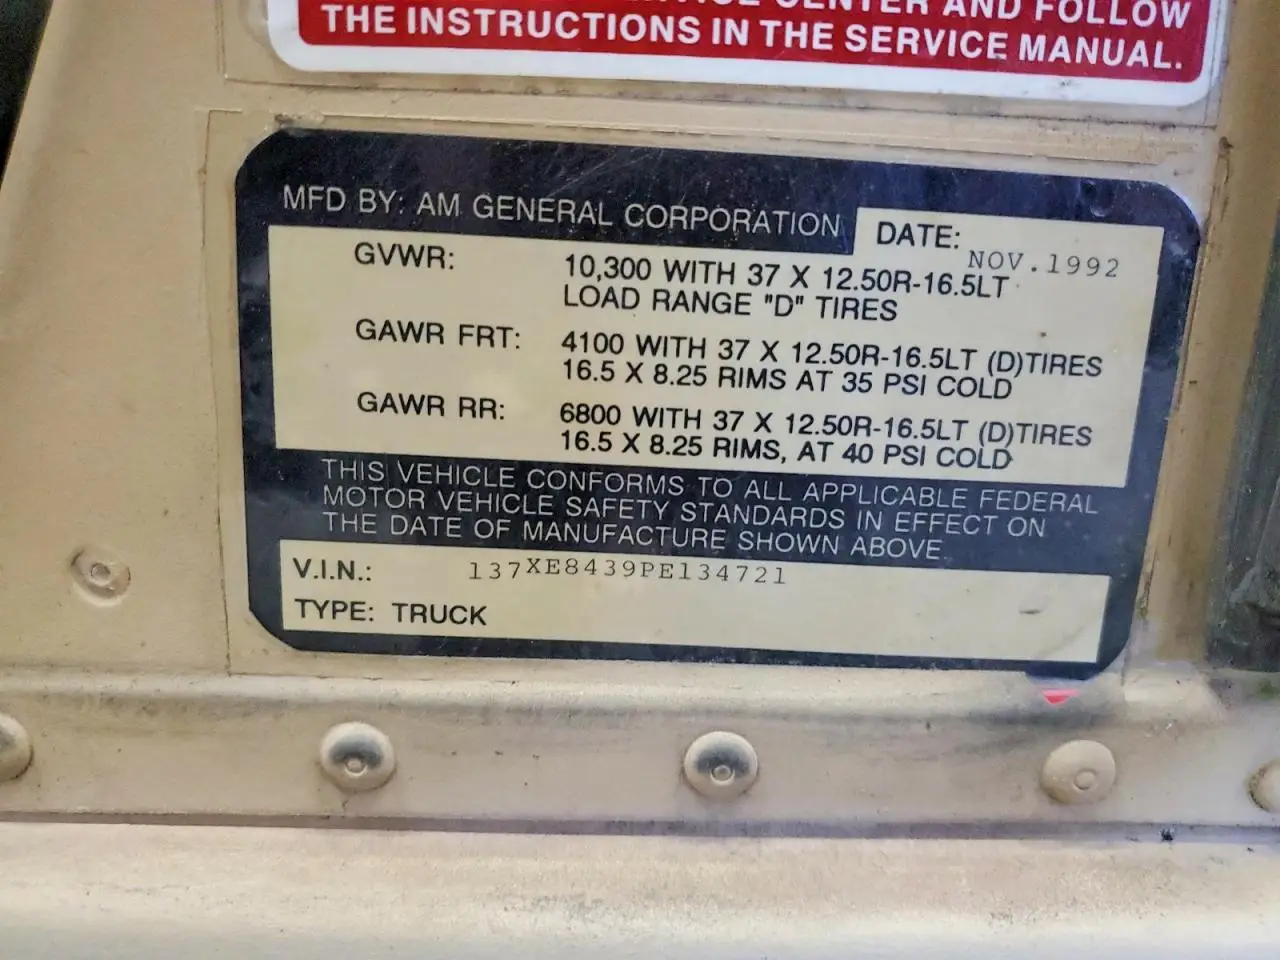 CENTER AND FOLLOW
THE INSTRUCTIONS IN THE SERVICE MANUAL.
MFD BY: AM GENERAL CORPORATION
DATE: NOV. 1992
GVWR: 10,300 WITH 37 X 12.50R-16.5LT
LOAD RANGE "D" TIRES
GAWR FRT: 4100 WITH 37 X 12.50R-16.5LT (D)TIRES
16.5 X 8.25 RIMS AT 35 PSI COLD
GAWR RR: 6800 WITH 37 X 12.50R-16.5LT (D)TIRES
16.5 X 8.25 RIMS, AT 40 PSI COLD
THIS VEHICLE CONFORMS TO ALL APPLICABLE FEDERAL
MOTOR VEHICLE SAFETY STANDARDS IN EFFECT ON
THE DATE OF MANUFACTURE SHOWN ABOVE
V.I.N.: 137XE8439PE134721
TYPE: TRUCK